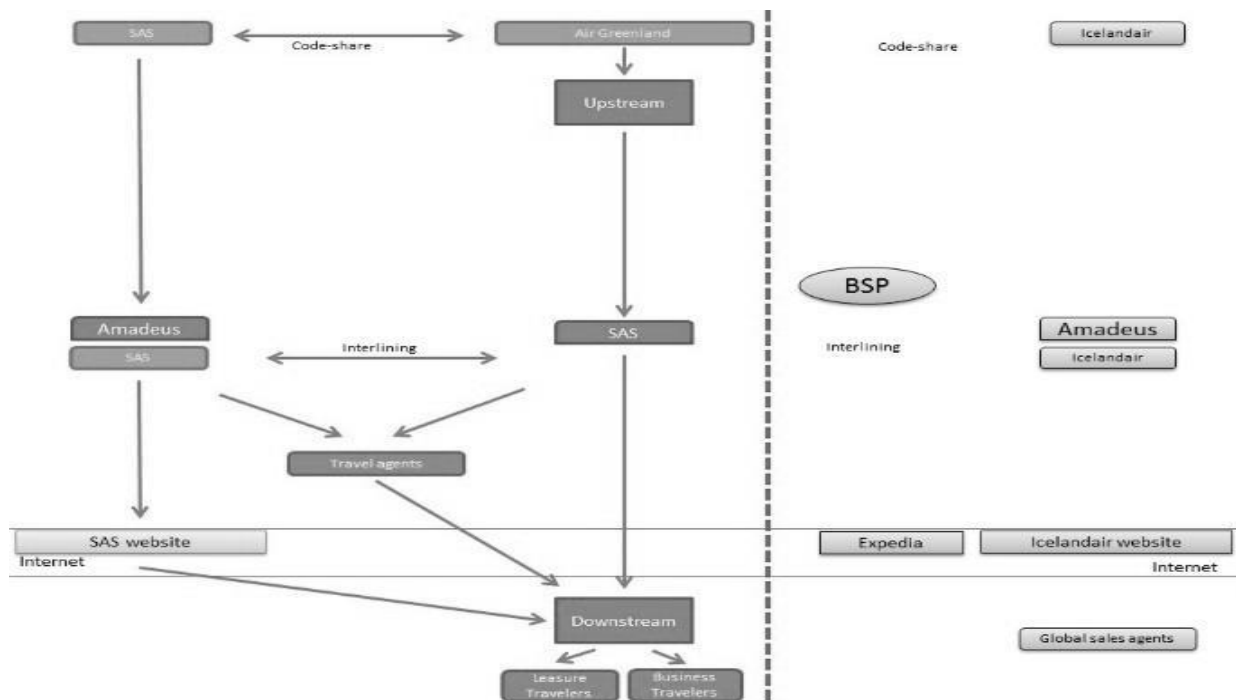 SAS
Code-share
Air Greenland
Code-share
Icelandair
Upstream
BSP
Amadeus
SAS
Interlining
SAS
Interlining
Amadeus
Icelandair
Travel agents
SAS website
Internet
Expedia
Icelandair website
Internet
Downstream
Global sales agents
Leasure
Travelers
Business
Travelers